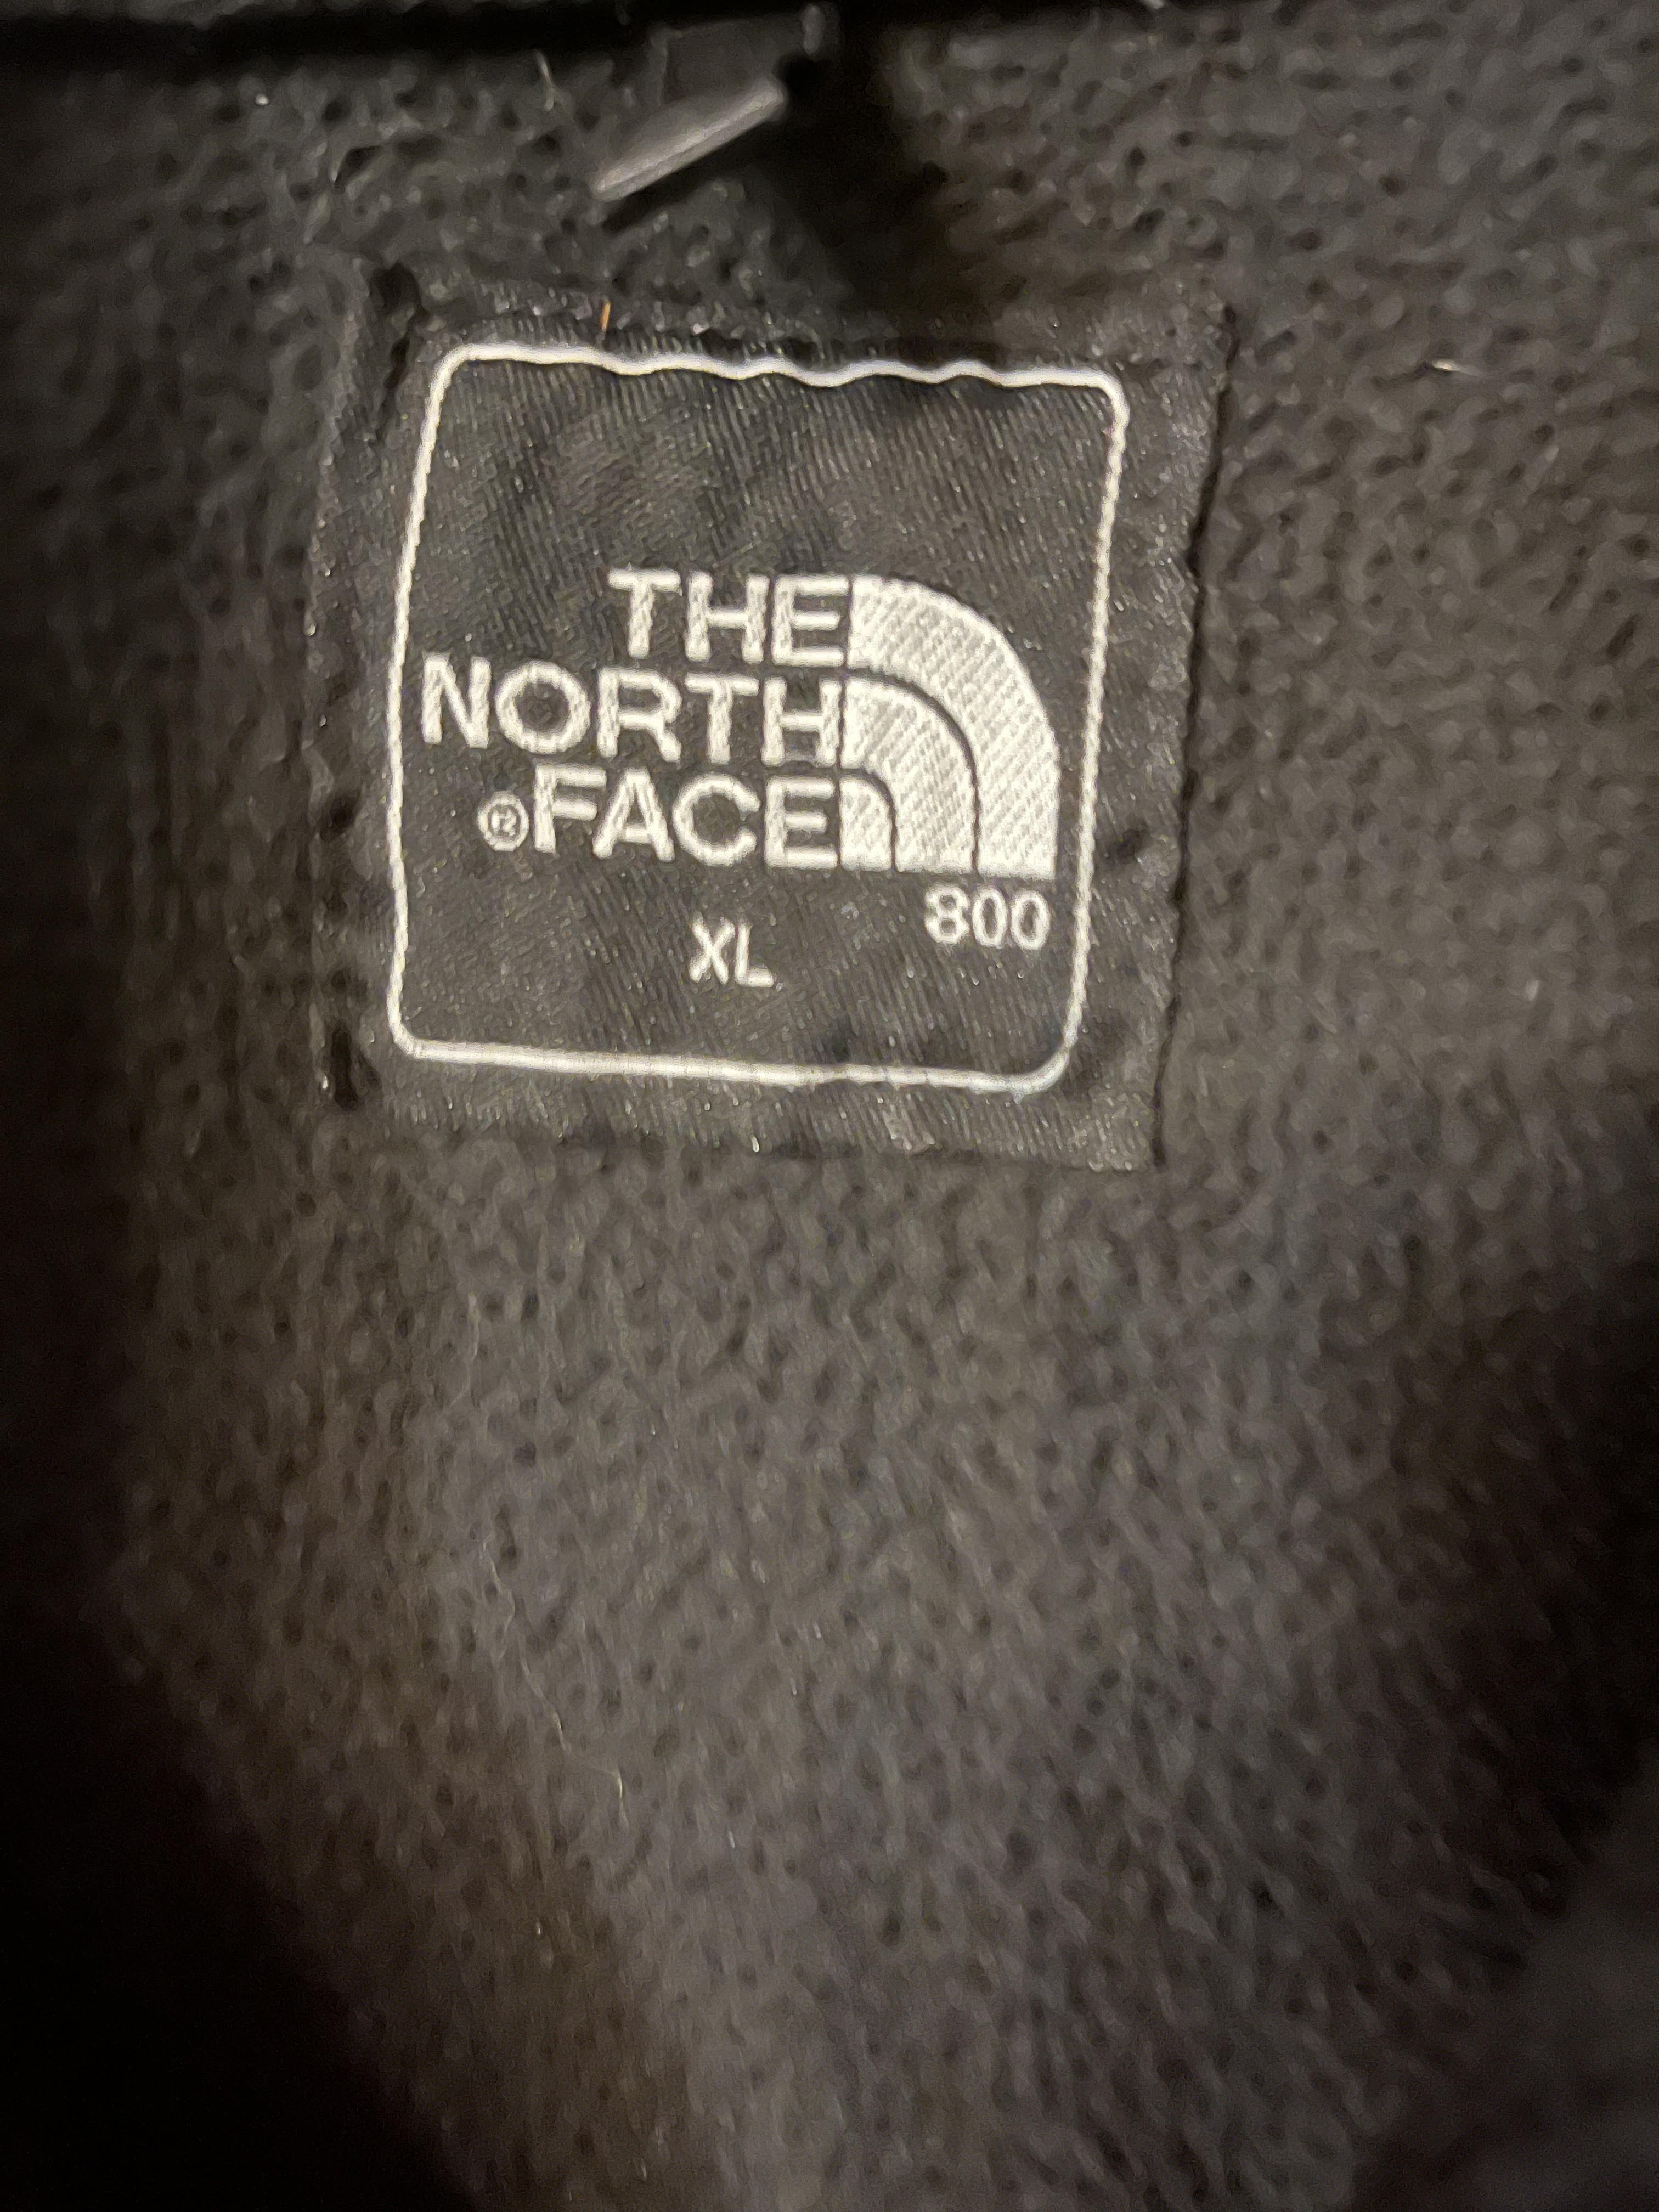 THE
NORTH
®FACE
800
XL